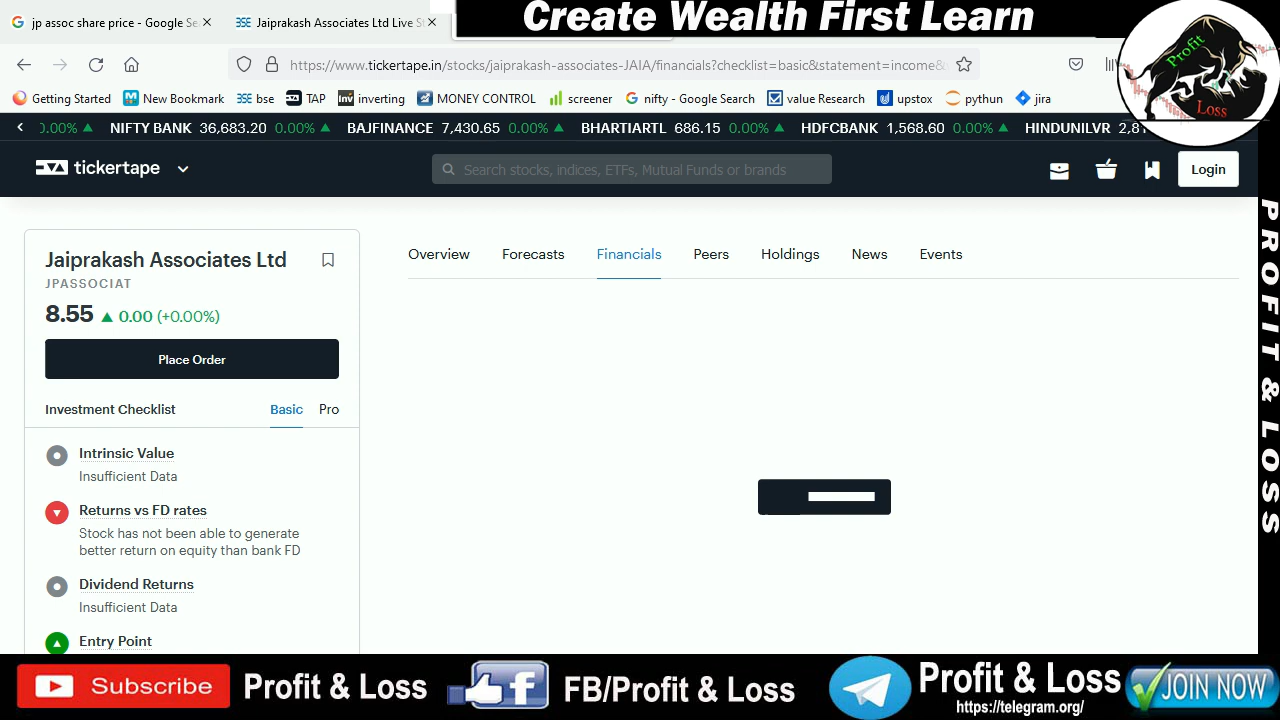 Create Wealth First Learn
jp assoc share price - Google Se
BSE Jaiprakash Associates Ltd Live St
https://www.tickertape.in/stocks/jaiprakash-associates-JAIA/financials?checklist=basic&statement=income&
Getting Started
New Bookmark
BSE bse
TAP
Inv inverting
MONEY CONTROL
screener
nifty - Google Search
value Research
upstox
pythun
jira
Profit
Loss
0.00%
NIFTY BANK 36,683.20 0.00%
BAJFINANCE 7,430.65 0.00%
BHARTIARTL 686.15 0.00%
HDFCBANK 1,568.60 0.00%
HINDUNILVR 2,81
tickertape
Search stocks, indices, ETFs, Mutual Funds or brands
Login
Jaiprakash Associates Ltd
JPASSOCIAT
8.55 0.00 (+0.00%)
Place Order
Investment Checklist Basic Pro
Intrinsic Value
Insufficient Data
Returns vs FD rates
Stock has not been able to generate
better return on equity than bank FD
Dividend Returns
Insufficient Data
Entry Point
Overview
Forecasts
Financials
Peers
Holdings
News
Events
PROFIT & LOSS
Subscribe
Profit & Loss
FB/Profit & Loss
Profit & Loss
https://telegram.org/
JOIN NOW